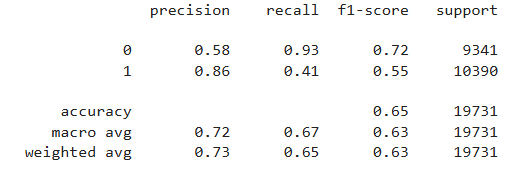 precision recall f1-score support
0 0.58 0.93 0.72 9341
1 0.86 0.41 0.55 10390
accuracy 0.65 19731
macro avg 0.72 0.67 0.63 19731
weighted avg 0.73 0.65 0.63 19731